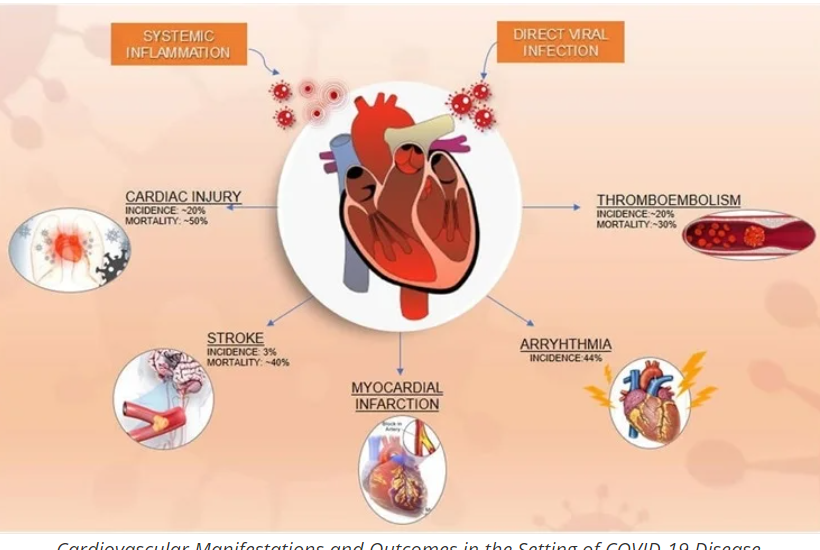 SYSTEMIC
INFLAMMATION
DIRECT VIRAL
INFECTION
CARDIAC INJURY
INCIDENCE: ~20%
MORTALITY: ~50%
THROMBOEMBOLISM
INCIDENCE:~20%
MORTALITY:~30%
STROKE
INCIDENCE: 3%
MORTALITY: ~40%
ARRYHTHMIA
INCIDENCE:44%
MYOCARDIAL
INFARCTION
Block in
Artery
Cardiovascular Manifestations and Outcomes in the Setting of COVID-19 Disease